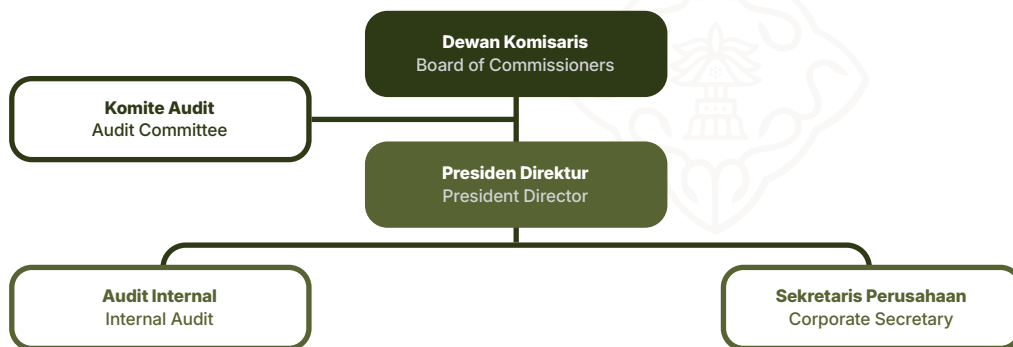 Dewan Komisaris
Board of Commissioners
Komite Audit
Audit Committee
Presiden Direktur
President Director
Audit Internal
Internal Audit
Sekretaris Perusahaan
Corporate Secretary